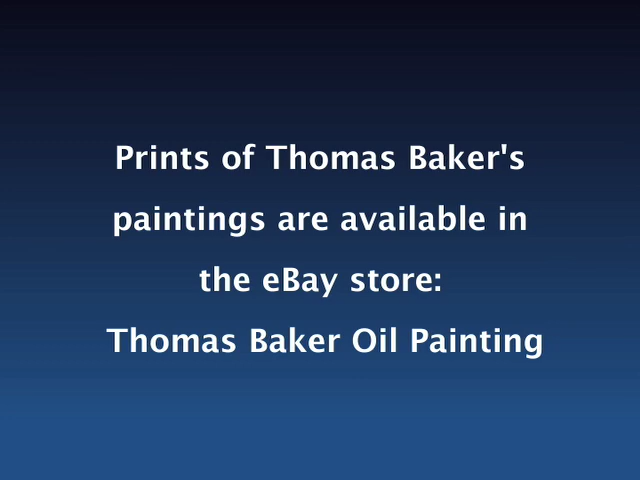 Prints of Thomas Baker's
paintings are available in
the eBay store:
Thomas Baker Oil Painting